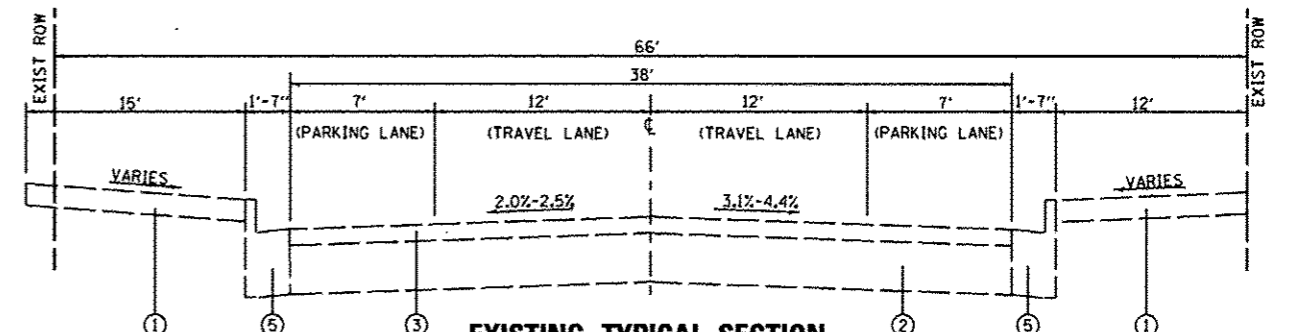 EXIST ROW
EXIST ROW
66'
38'
15'
1'-7"
7'
12'
12'
7'
1'-7"
12'
(PARKING LANE)
(TRAVEL LANE)
℄
(TRAVEL LANE)
(PARKING LANE)
VARIES
2.0%-2.5%
3.1%-4.4%
VARIES
1
5
3
EXISTING TYPICAL SECTION
2
5
1